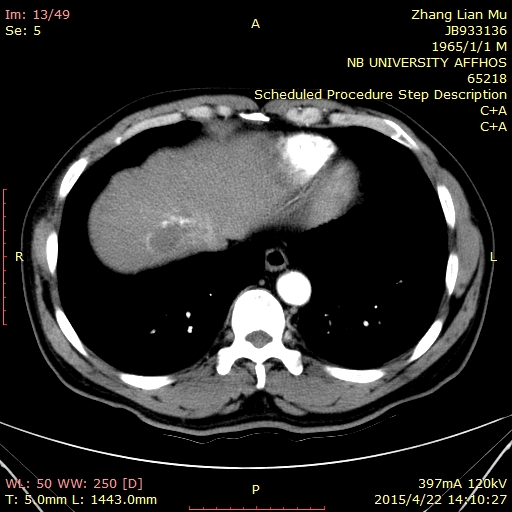 Im: 13/49
Se: 5
A
Zhang Lian Mu
JB933136
1965/1/1 M
NB UNIVERSITY AFFHOS
65218
Scheduled Procedure Step Description
C+A
C+A
R
L
WL: 50 WW: 250 [D]
T: 5.0mm L: 1443.0mm
P
397mA 120kV
2015/4/22 14:10:27